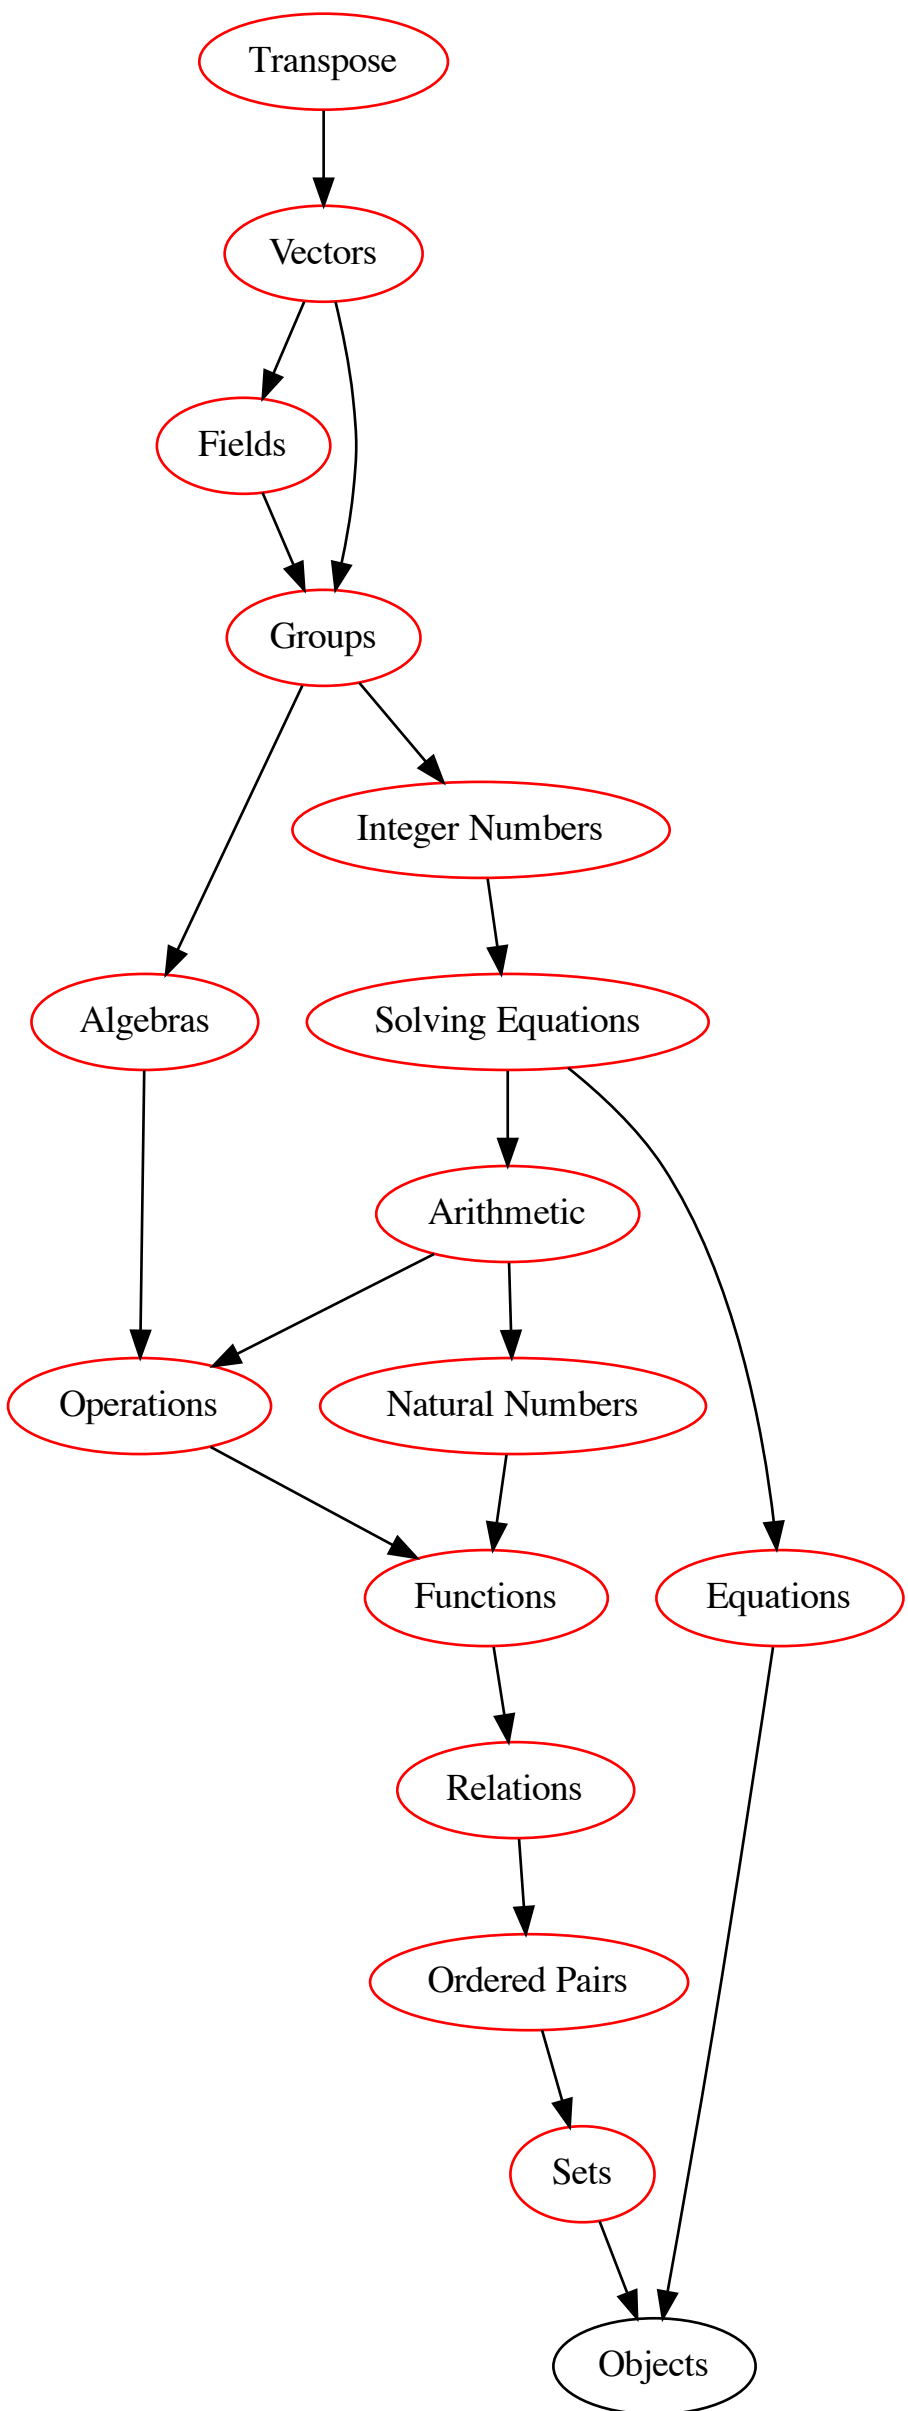 Transpose
Vectors
Fields
Groups
Integer Numbers
Algebras
Solving Equations
Arithmetic
Operations
Natural Numbers
Functions
Equations
Relations
Ordered Pairs
Sets
Objects